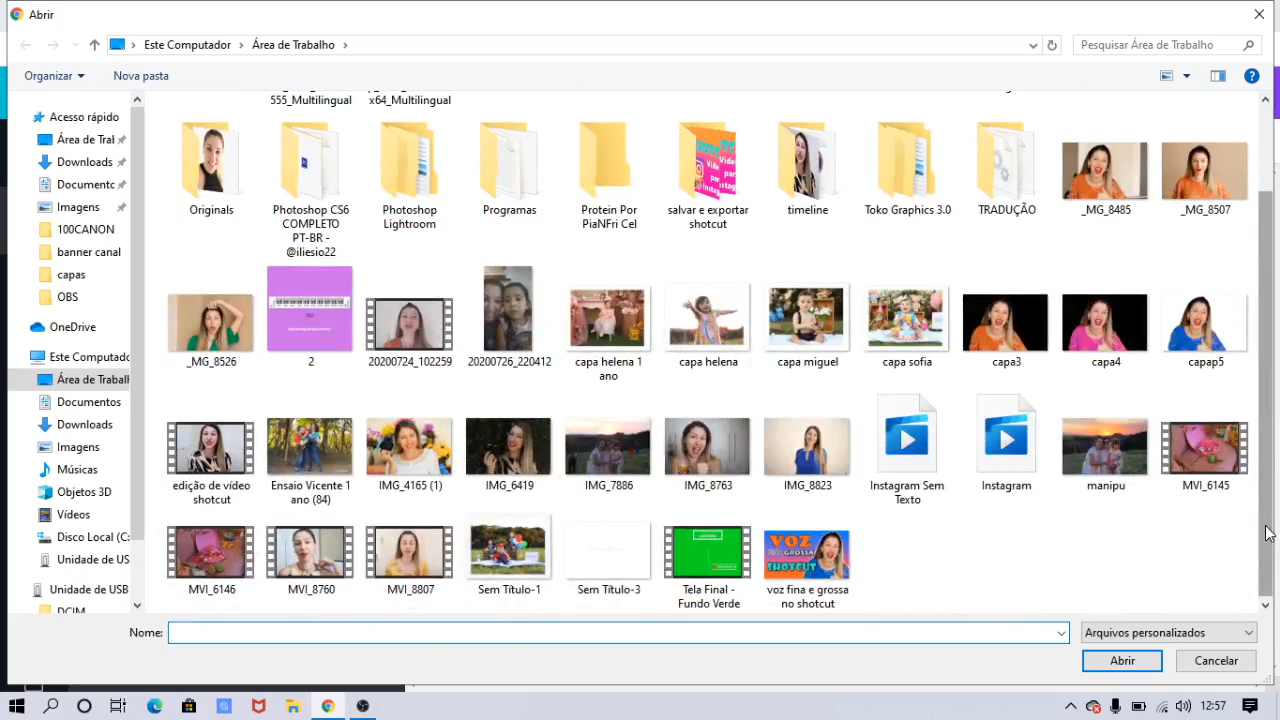 Abrir
Este Computador
Área de Trabalho
Pesquisar Área de Trabalho
Organizar
Nova pasta
Acesso rápido
Área de Tral
Downloads
Documentc
Imagens
100CANON
banner canal
capas
OBS
OneDrive
Este Computadc
Área de Trabalh
Documentos
Downloads
Imagens
Músicas
Objetos 3D
Vídeos
Disco Local (C:
Unidade de US
Unidade de USB
DCIM
555_Multilingual
x64_Multilingual
Originals
Photoshop CS6
COMPLETO
PT-BR -
@iliesio22
Photoshop
Lightroom
Programas
Protein Por
PiaNFri Cel
salvar e exportar
shotcut
timeline
Toko Graphics 3.0
TRADUÇÃO
_MG_8485
_MG_8507
_MG_8526
2
20200724_102259
20200726_220412
capa helena 1
ano
capa helena
capa miguel
capa sofia
capa3
capa4
capap5
edição de vídeo
shotcut
Ensaio Vicente 1
ano (84)
IMG_4165 (1)
IMG_6419
IMG_7886
IMG_8763
IMG_8823
Instagram Sem
Texto
Instagram
manipu
MVI_6145
MVI_6146
MVI_8760
MVI_8807
Sem Título-1
Sem Título-3
Tela Final -
Fundo Verde
VOZ
GROSSA
SHOTCUT
voz fina e grossa
no shotcut
Nome:
Arquivos personalizados
Abrir
Cancelar
12:57